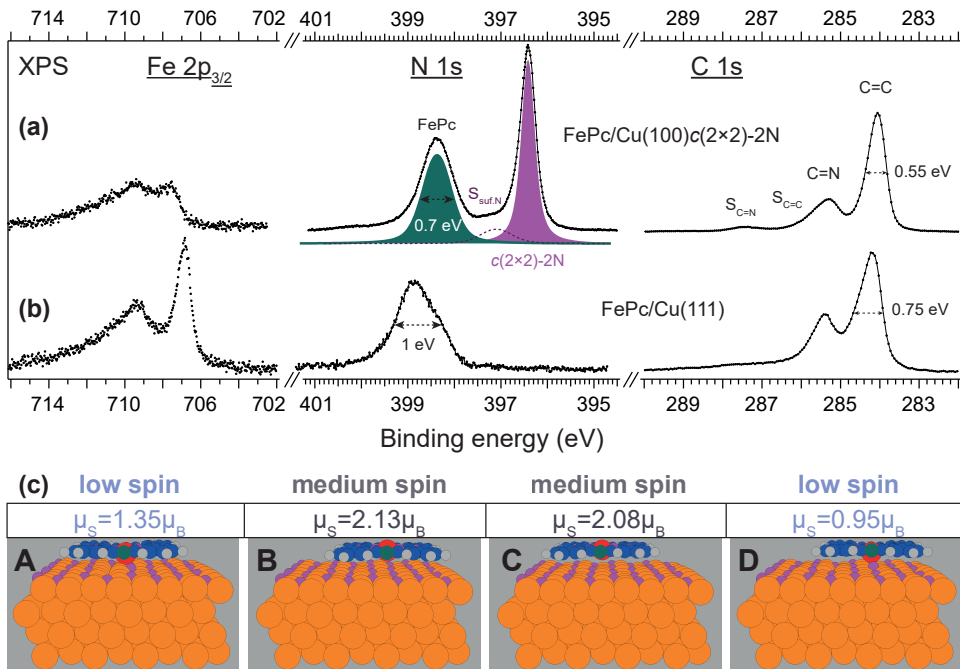 714 710 706 702 401 399 397 395 289 287 285 283
XPS Fe 2p3/2 N 1s C 1s
C=C
(a)
FePc
FePc/Cu(100)c(2×2)-2N
S_suf.N
C=N
0.55 eV
S_C=N
S_C=C
0.7 eV
c(2×2)-2N
(b)
FePc/Cu(111)
0.75 eV
1 eV
714 710 706 702 401 399 397 395 289 287 285 283
Binding energy (eV)
(c) low spin medium spin medium spin low spin
μS=1.35μB μS=2.13μB μS=2.08μB μS=0.95μB
A B C D